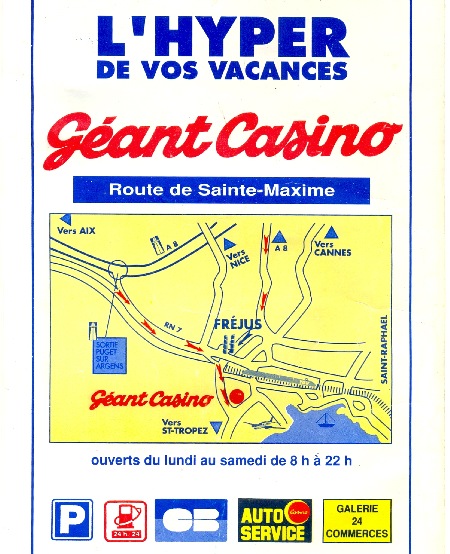 L'HYPER
DE VOS VACANCES
Géant Casino
Route de Sainte-Maxime
Vers AIX
A 8
Vers NICE
A 8
Vers CANNES
RN 7
FRÉJUS
SORTIE
PUGET
SUR
ARGENS
SAINT-RAPHAEL
Géant Casino
Vers
ST-TROPEZ
ouverts du lundi au samedi de 8 h à 22 h
P
24 h. 24
CB
AUTO
SERVICE
GALERIE
24
COMMERCES